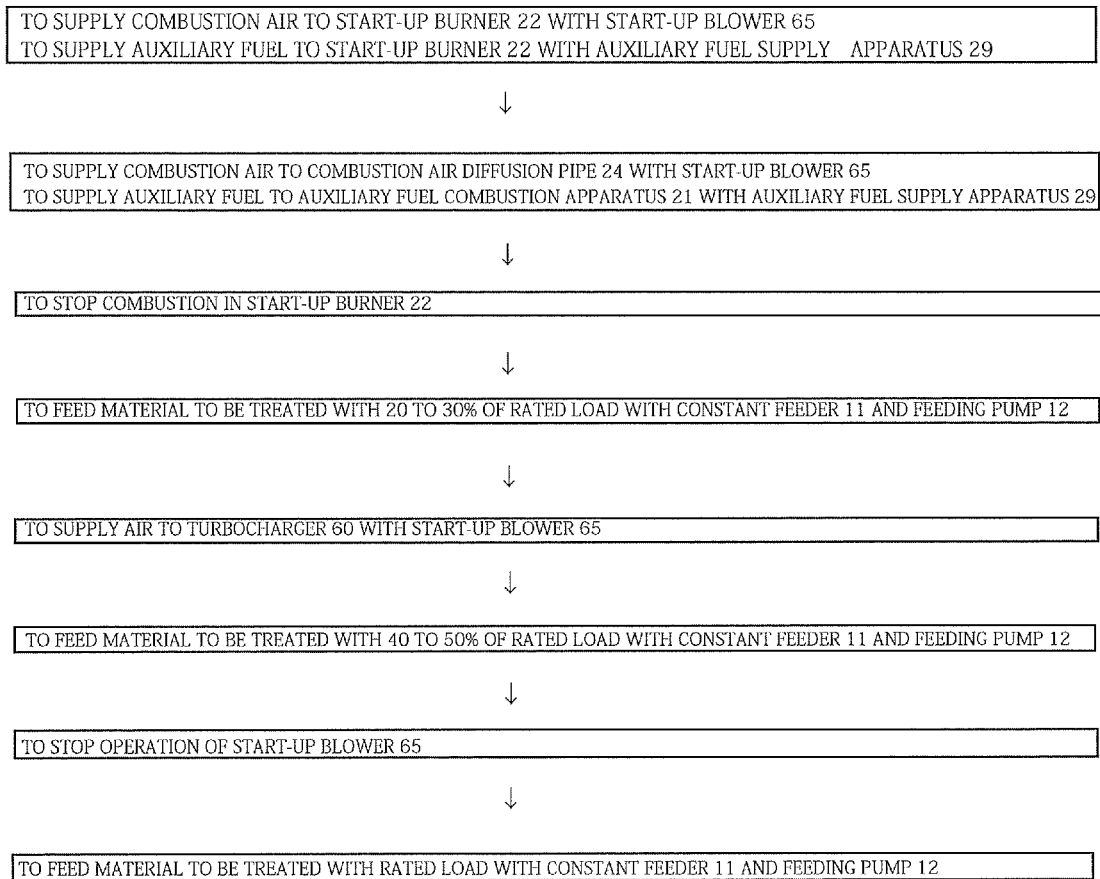 TO SUPPLY COMBUSTION AIR TO START-UP BURNER 22 WITH START-UP BLOWER 65
TO SUPPLY AUXILIARY FUEL TO START-UP BURNER 22 WITH AUXILIARY FUEL SUPPLY APPARATUS 29
↓
TO SUPPLY COMBUSTION AIR TO COMBUSTION AIR DIFFUSION PIPE 24 WITH START-UP BLOWER 65
TO SUPPLY AUXILIARY FUEL TO AUXILIARY FUEL COMBUSTION APPARATUS 21 WITH AUXILIARY FUEL SUPPLY APPARATUS 29
↓
TO STOP COMBUSTION IN START-UP BURNER 22
↓
TO FEED MATERIAL TO BE TREATED WITH 20 TO 30% OF RATED LOAD WITH CONSTANT FEEDER 11 AND FEEDING PUMP 12
↓
TO SUPPLY AIR TO TURBOCHARGER 60 WITH START-UP BLOWER 65
↓
TO FEED MATERIAL TO BE TREATED WITH 40 TO 50% OF RATED LOAD WITH CONSTANT FEEDER 11 AND FEEDING PUMP 12
↓
TO STOP OPERATION OF START-UP BLOWER 65
↓
TO FEED MATERIAL TO BE TREATED WITH RATED LOAD WITH CONSTANT FEEDER 11 AND FEEDING PUMP 12